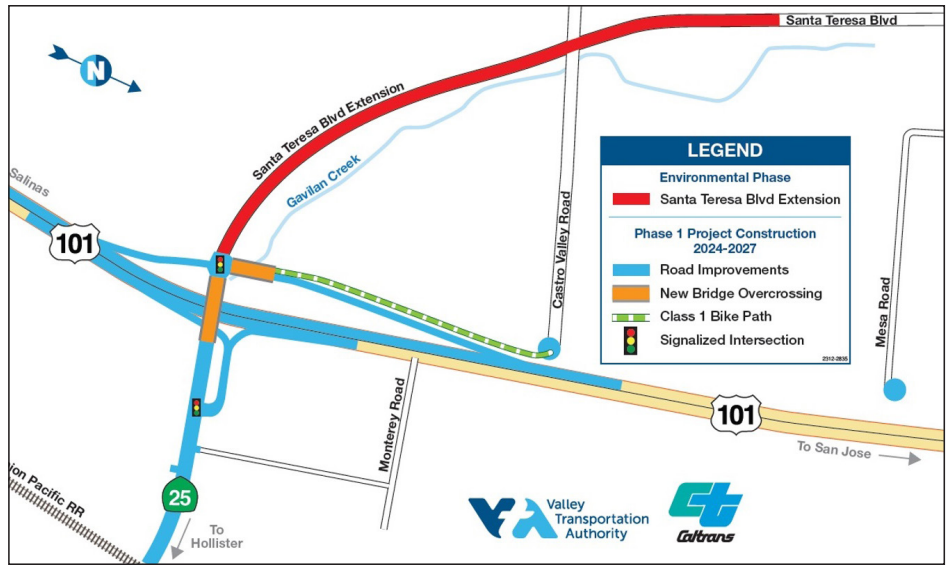 N
Santa Teresa Blvd
Santa Teresa Blvd Extension
Gavilan Creek
Salinas
101
Castro Valley Road
LEGEND
Environmental Phase
Santa Teresa Blvd Extension
Phase 1 Project Construction
2024-2027
Road Improvements
New Bridge Overcrossing
Class 1 Bike Path
Signalized Intersection
2312-2835
Mesa Road
Monterey Road
101
To San Jose
ion Pacific RR
25
To
Hollister
VTA
Valley
Transportation
Authority
Ct
Caltrans